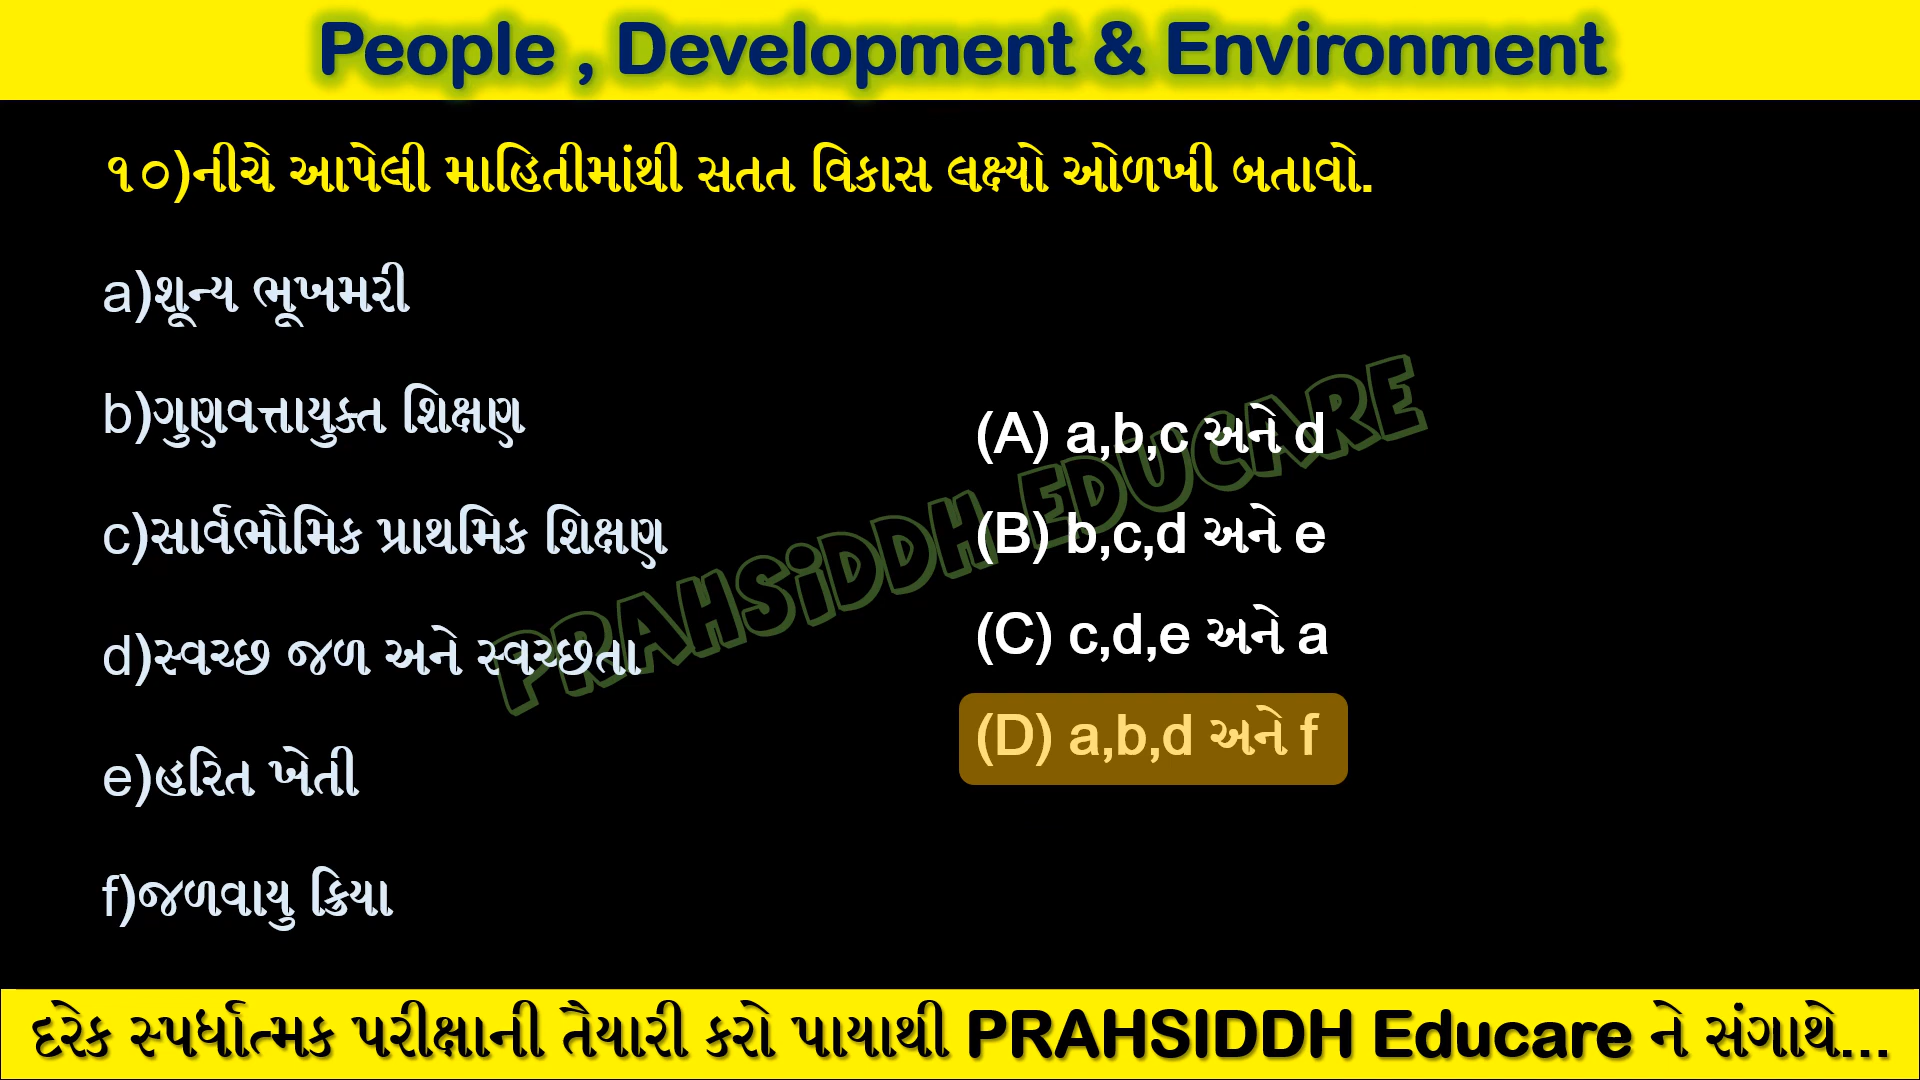 People , Development & Environment
૧૦)નીચે આપેલી માહિતીમાંથી સતત વિકાસ લક્ષ્યો ઓળખી બતાવો.
a)શૂન્ય ભૂખમરી
b)ગુણવત્તાયુક્ત શિક્ષણ
c)સાર્વભૌમિક પ્રાથમિક શિક્ષણ
d)સ્વચ્છ જળ અને સ્વચ્છતા
e)હરિત ખેતી
f)જળવાયુ ક્રિયા
(A) a,b,c અને d
(B) b,c,d અને e
(C) c,d,e અને a
(D) a,b,d અને f
PRAHSiDDH EDUCARE
દરેક સ્પર્ધાત્મક પરીક્ષાની તૈયારી કરો પાયાથી PRAHSIDDH Educare ને સંગાથે...